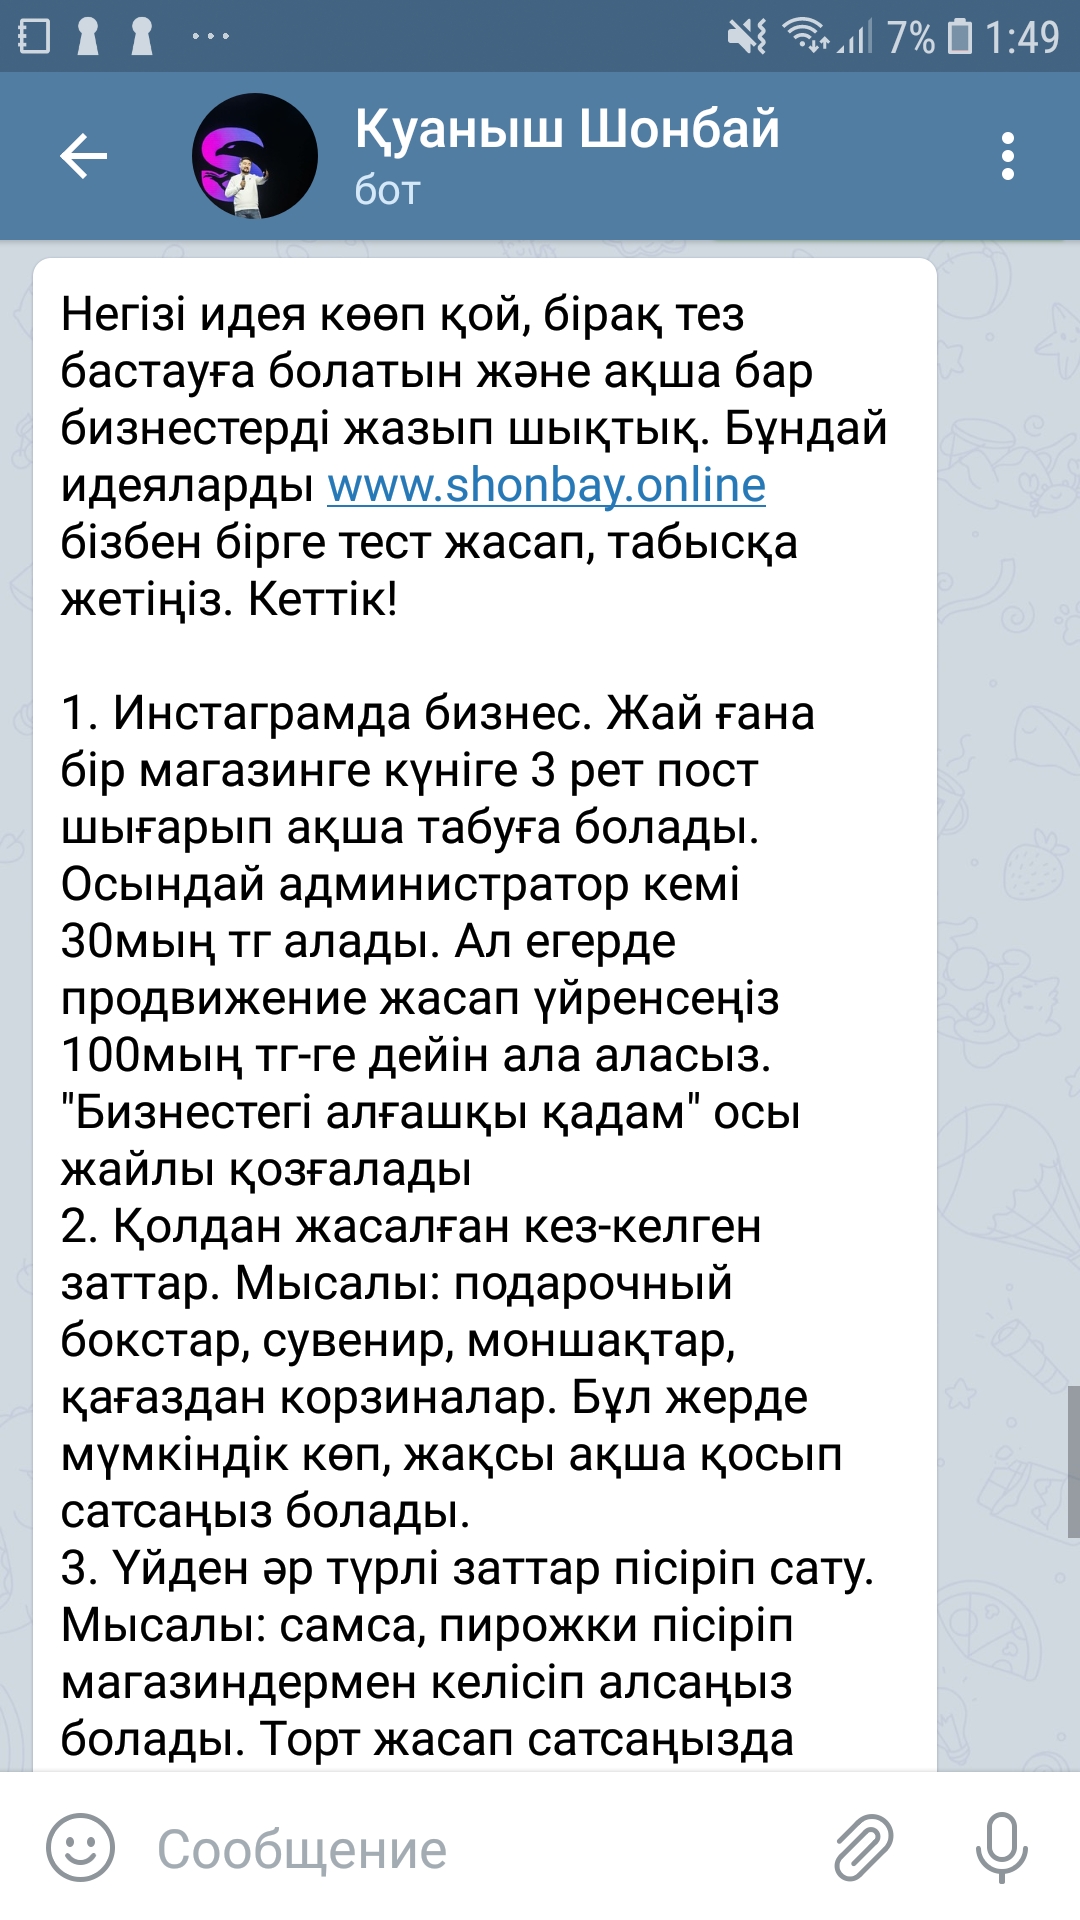 7% 1:49
Қуаныш Шонбай
бот
Негізі идея көөп қой, бірақ тез
бастауға болатын және ақша бар
бизнестерді жазып шықтық. Бұндай
идеяларды www.shonbay.online
бізбен бірге тест жасап, табысқа
жетіңіз. Кеттік!
1. Инстаграмда бизнес. Жай ғана
бір магазинге күніге 3 рет пост
шығарып ақша табуға болады.
Осындай администратор кемі
30мың тг алады. Ал егерде
продвижение жасап үйренсеңіз
100мың тг-ге дейін ала аласыз.
"Бизнестегі алғашқы қадам" осы
жайлы қозғалады
2. Қолдан жасалған кез-келген
заттар. Мысалы: подарочный
бокстар, сувенир, моншақтар,
қағаздан корзиналар. Бұл жерде
мүмкіндік көп, жақсы ақша қосып
сатсаңыз болады.
3. Үйден әр түрлі заттар пісіріп сату.
Мысалы: самса, пирожки пісіріп
магазиндермен келісіп алсаңыз
болады. Торт жасап сатсаңызда
Сообщение